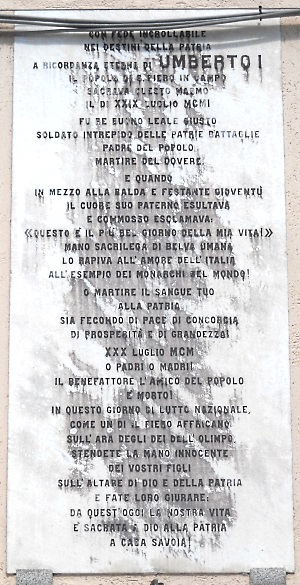 CON FEDE INCROLLABILE
NEI DESTINI DELLA PATRIA
A RICORDANZA ETERNA DI UMBERTO I
IL POPOLO DI S. PIERO IN CAMPO
SACRAVA QUESTO MARMO
IL DI XXIX LUGLIO MCMI
FU RE BUONO LEALE GIUSTO
SOLDATO INTREPIDO DELLE PATRIE BATTAGLIE
PADRE DEL POPOLO
MARTIRE DEL DOVERE.
E QUANDO
IN MEZZO ALLA BALDA E FESTANTE GIOVENTÙ
IL CUORE SUO PATERNO ESULTAVA
E COMMOSSO ESCLAMAVA:
«QUESTO È IL PIÙ BEL GIORNO DELLA MIA VITA!»
MANO SACRILEGA DI BELVA UMANA
LO RAPIVA ALL'AMORE DELL'ITALIA
ALL'ESEMPIO DEI MONARCHI DEL MONDO!
O MARTIRE IL SANGUE TUO
ALLA PATRIA
SIA FECONDO DI PACE DI CONCORDIA
DI PROSPERITÀ E DI GRANDEZZA!
XXX LUGLIO MCM
O PADRI O MADRI!
IL BENEFATTORE L'AMICO DEL POPOLO
È MORTO!
IN QUESTO GIORNO DI LUTTO NAZIONALE,
COME UN DÌ IL FIERO AFFRICANO
SULL'ARA DEGLI DEI DELL'OLIMPO,
STENDETE LA MANO INNOCENTE
DEI VOSTRI FIGLI
SULL'ALTARE DI DIO E DELLA PATRIA
E FATE LORO GIURARE:
DA QUEST'OGGI LA NOSTRA VITA
È SACRATA A DIO ALLA PATRIA
A CASA SAVOIA!